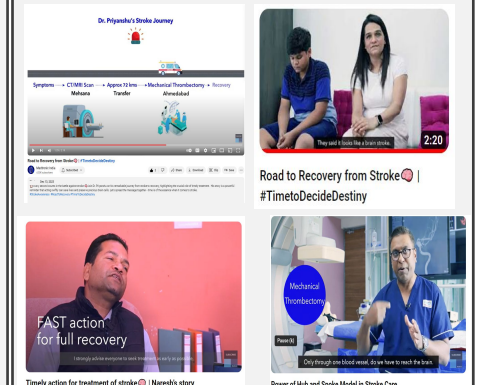 Dr. Priyanshu's Stroke Journey
Symptoms CT/MRI Scan Approx 72 kms Mechanical Thrombectomy Recovery
Mehsana Transfer Ahmedabad
Road to Recovery from Stroke | #TimetoDecideDestiny
They said it looks like a brain stroke.
2:20
Road to Recovery from Stroke |
#TimetoDecideDestiny
FAST action
for full recovery
I strongly advise everyone to seek treatment as early as possible.
Timely action for treatment of stroke | Naresh's story
Mechanical
Thrombectomy
Pause (k)
Only through one blood vessel, do we have to reach the brain.
Power of Hub and Spoke Model in Stroke Care